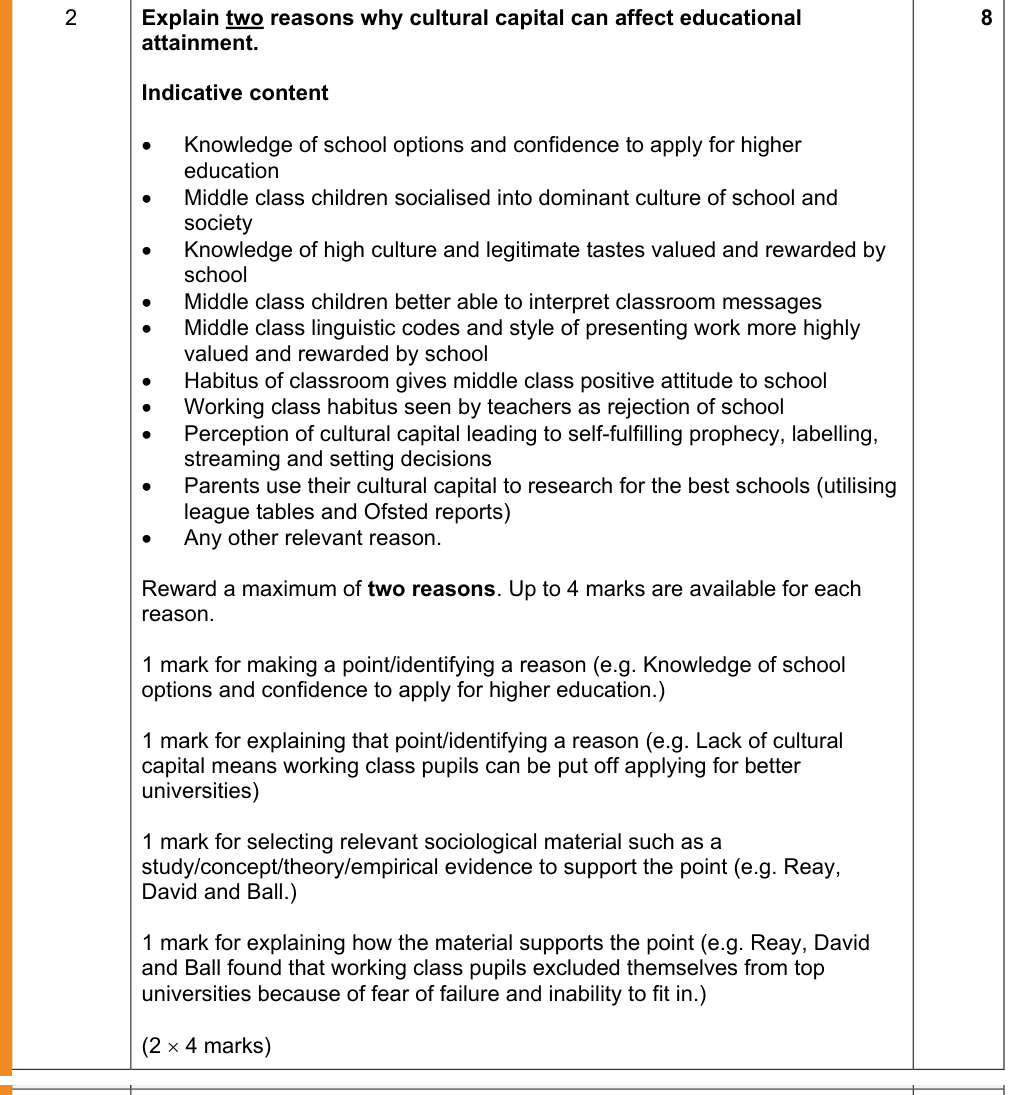 2
Explain two reasons why cultural capital can affect educational
attainment.
8
Indicative content
• Knowledge of school options and confidence to apply for higher
education
• Middle class children socialised into dominant culture of school and
society
• Knowledge of high culture and legitimate tastes valued and rewarded by
school
• Middle class children better able to interpret classroom messages
• Middle class linguistic codes and style of presenting work more highly
valued and rewarded by school
• Habitus of classroom gives middle class positive attitude to school
• Working class habitus seen by teachers as rejection of school
• Perception of cultural capital leading to self-fulfilling prophecy, labelling,
streaming and setting decisions
• Parents use their cultural capital to research for the best schools (utilising
league tables and Ofsted reports)
• Any other relevant reason.
Reward a maximum of two reasons. Up to 4 marks are available for each
reason.
1 mark for making a point/identifying a reason (e.g. Knowledge of school
options and confidence to apply for higher education.)
1 mark for explaining that point/identifying a reason (e.g. Lack of cultural
capital means working class pupils can be put off applying for better
universities)
1 mark for selecting relevant sociological material such as a
study/concept/theory/empirical evidence to support the point (e.g. Reay,
David and Ball.)
1 mark for explaining how the material supports the point (e.g. Reay, David
and Ball found that working class pupils excluded themselves from top
universities because of fear of failure and inability to fit in.)
(2 × 4 marks)